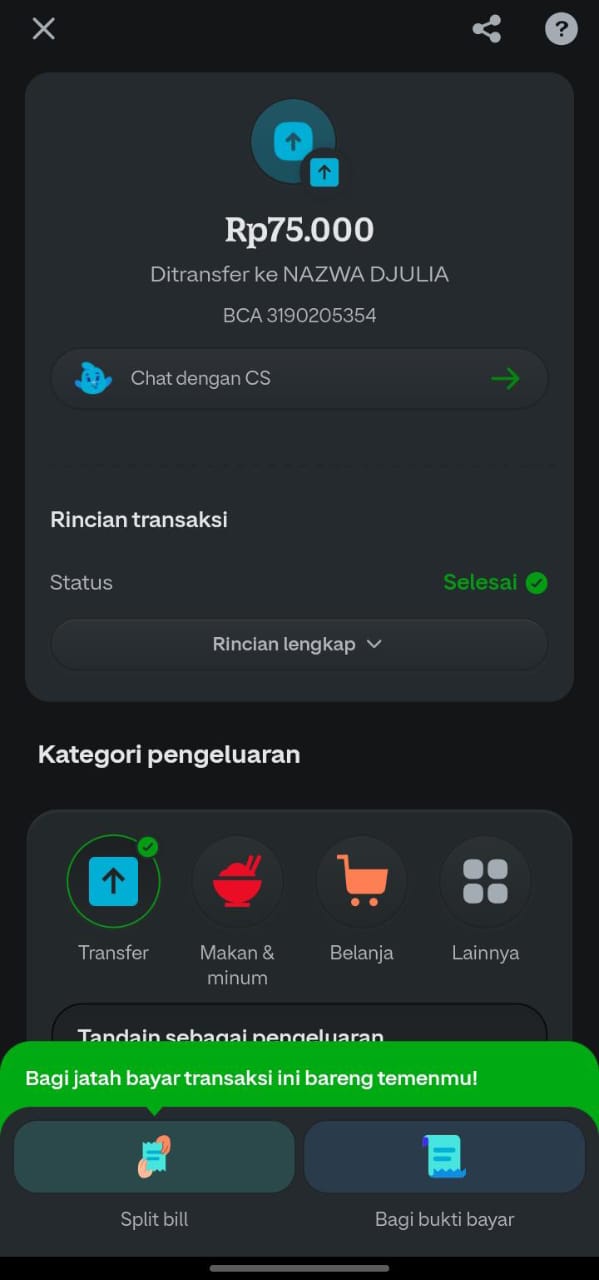 ?
Rp75.000
Ditransfer ke NAZWA DJULIA
BCA 3190205354
Chat dengan CS
Rincian transaksi
Status Selesai
Rincian lengkap
Kategori pengeluaran
Transfer Makan & Belanja Lainnya
minum
Tandain sebagai pengeluaran
Bagi jatah bayar transaksi ini bareng temenmu!
Split bill Bagi bukti bayar